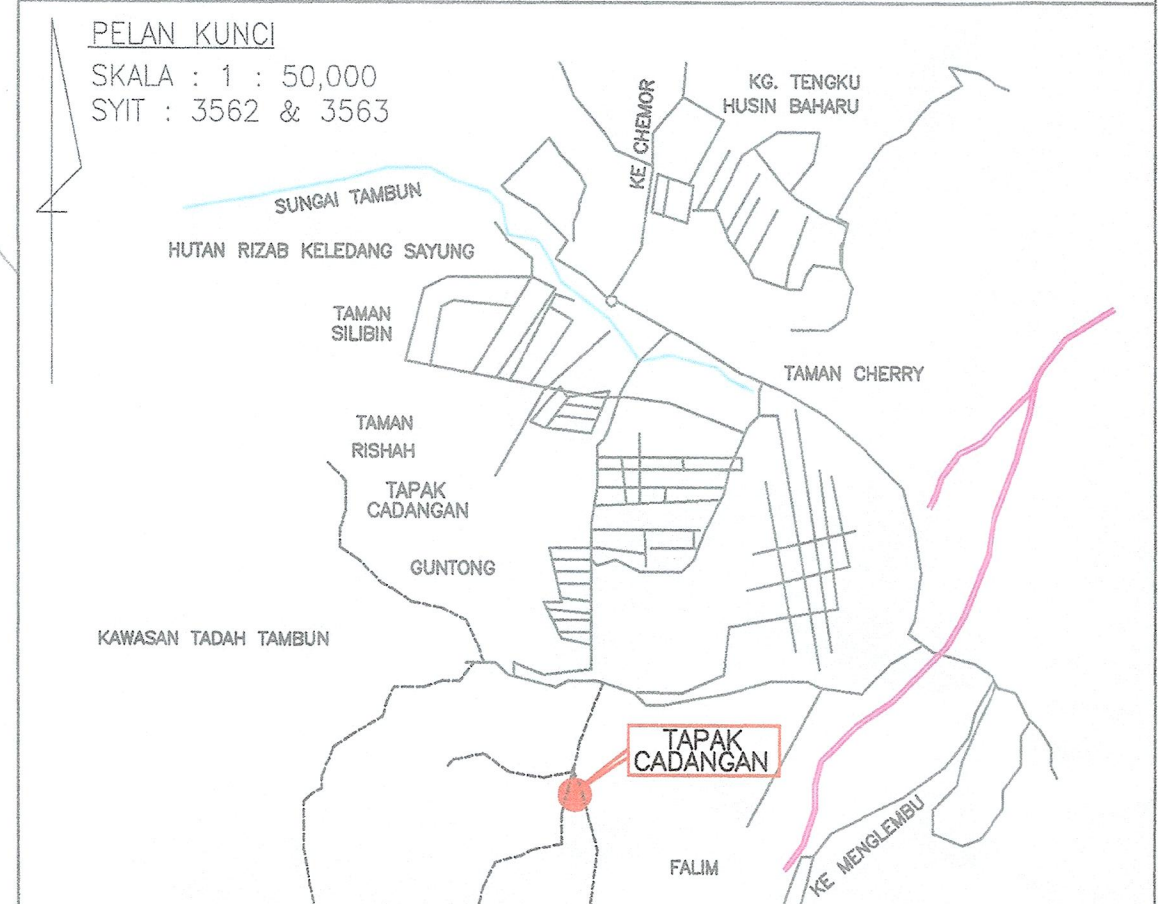 PELAN KUNCI
SKALA : 1 : 50,000
SYIT : 3562 & 3563
KG. TENGKU
HUSIN BAHARU
KE CHEMOR
SUNGAI TAMBUN
HUTAN RIZAB KELEDANG SAYUNG
TAMAN
SILIBIN
TAMAN CHERRY
TAMAN
RISHAH
TAPAK
CADANGAN
GUNTONG
KAWASAN TADAH TAMBUN
TAPAK
CADANGAN
KE MENGLEMBU
FALIM